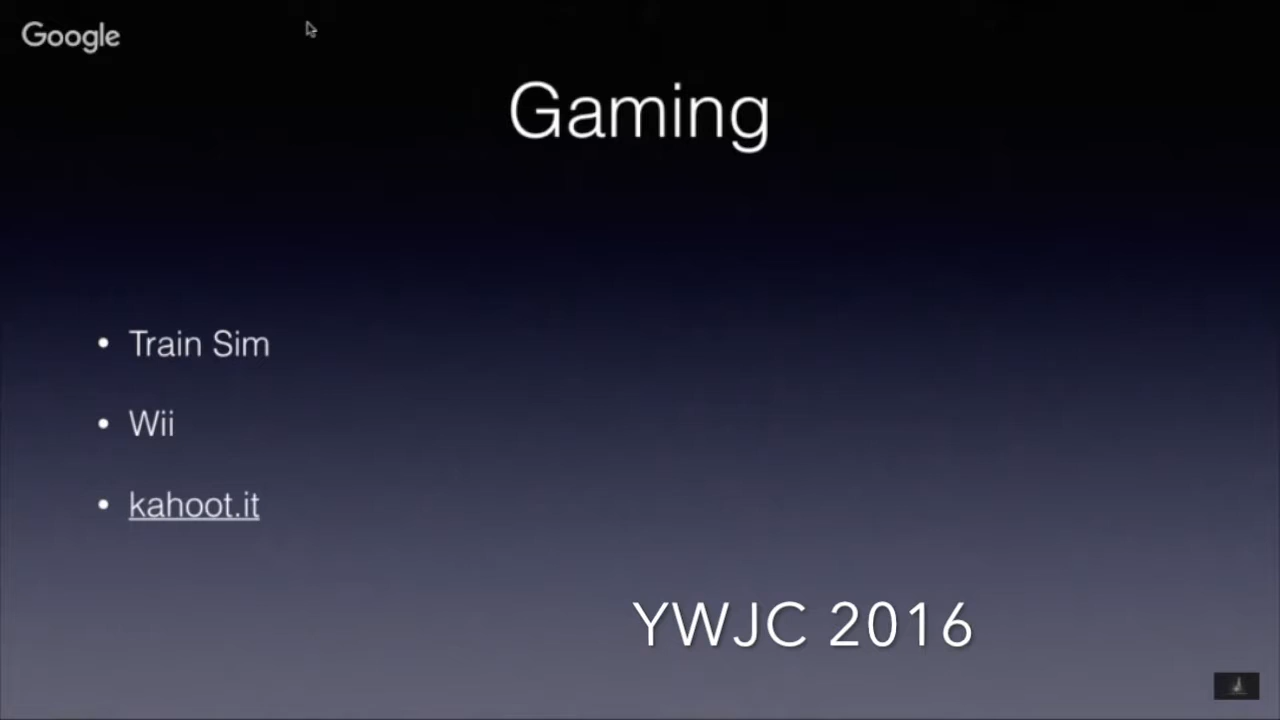 Google
Gaming
• Train Sim
• Wii
• kahoot.it
YWJC 2016